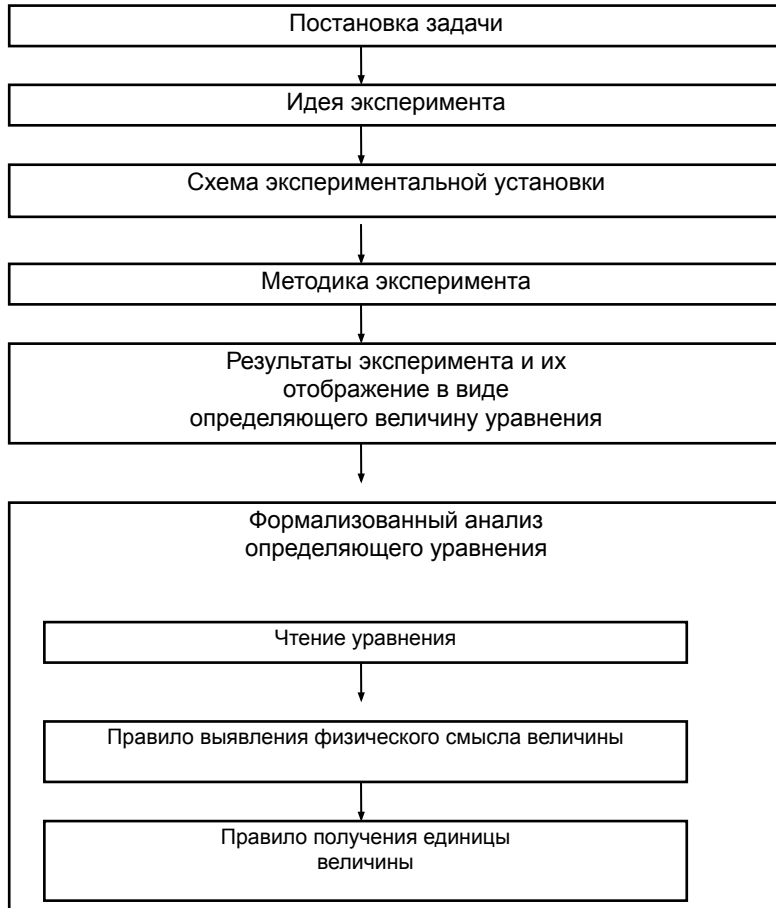 Постановка задачи
Идея эксперимента
Схема экспериментальной установки
Методика эксперимента
Результаты эксперимента и их
отображение в виде
определяющего величину уравнения
Формализованный анализ
определяющего уравнения
Чтение уравнения
Правило выявления физического смысла величины
Правило получения единицы
величины